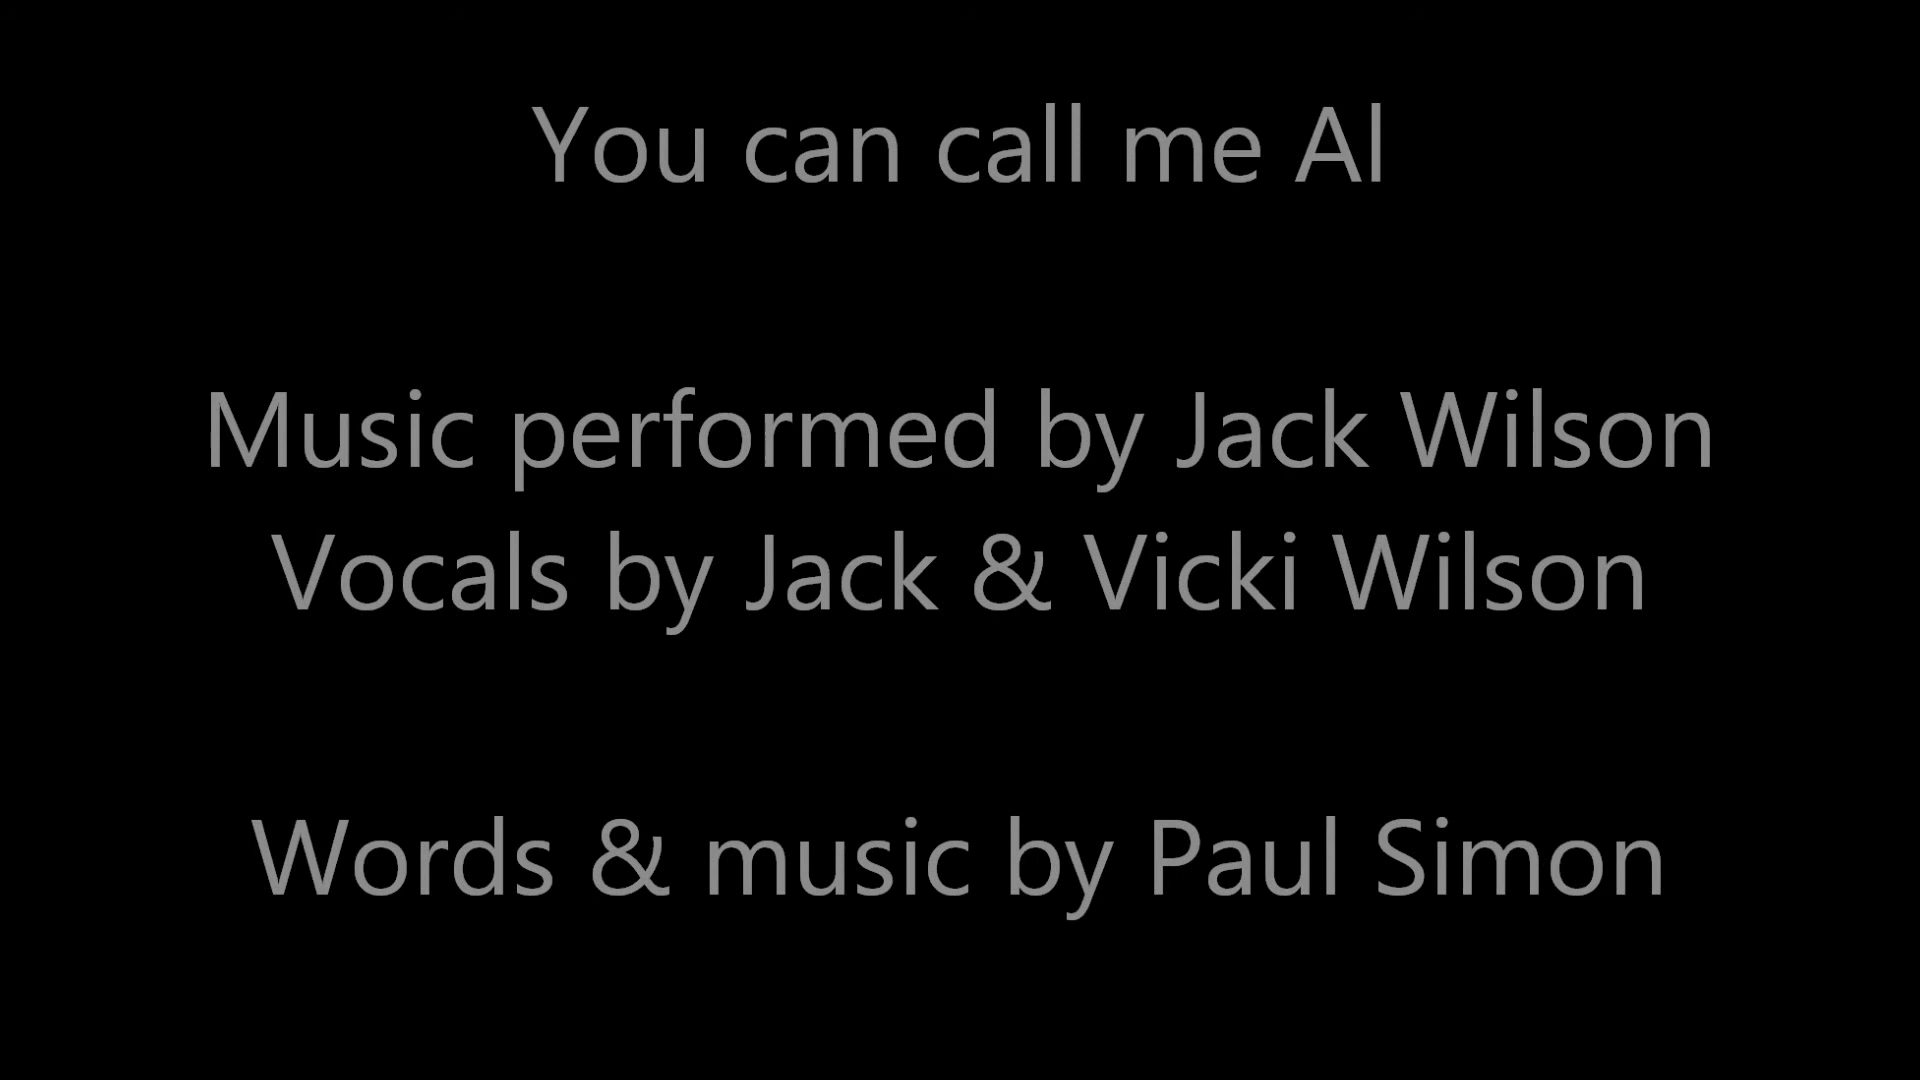 You can call me Al
Music performed by Jack Wilson
Vocals by Jack & Vicki Wilson
Words & music by Paul Simon